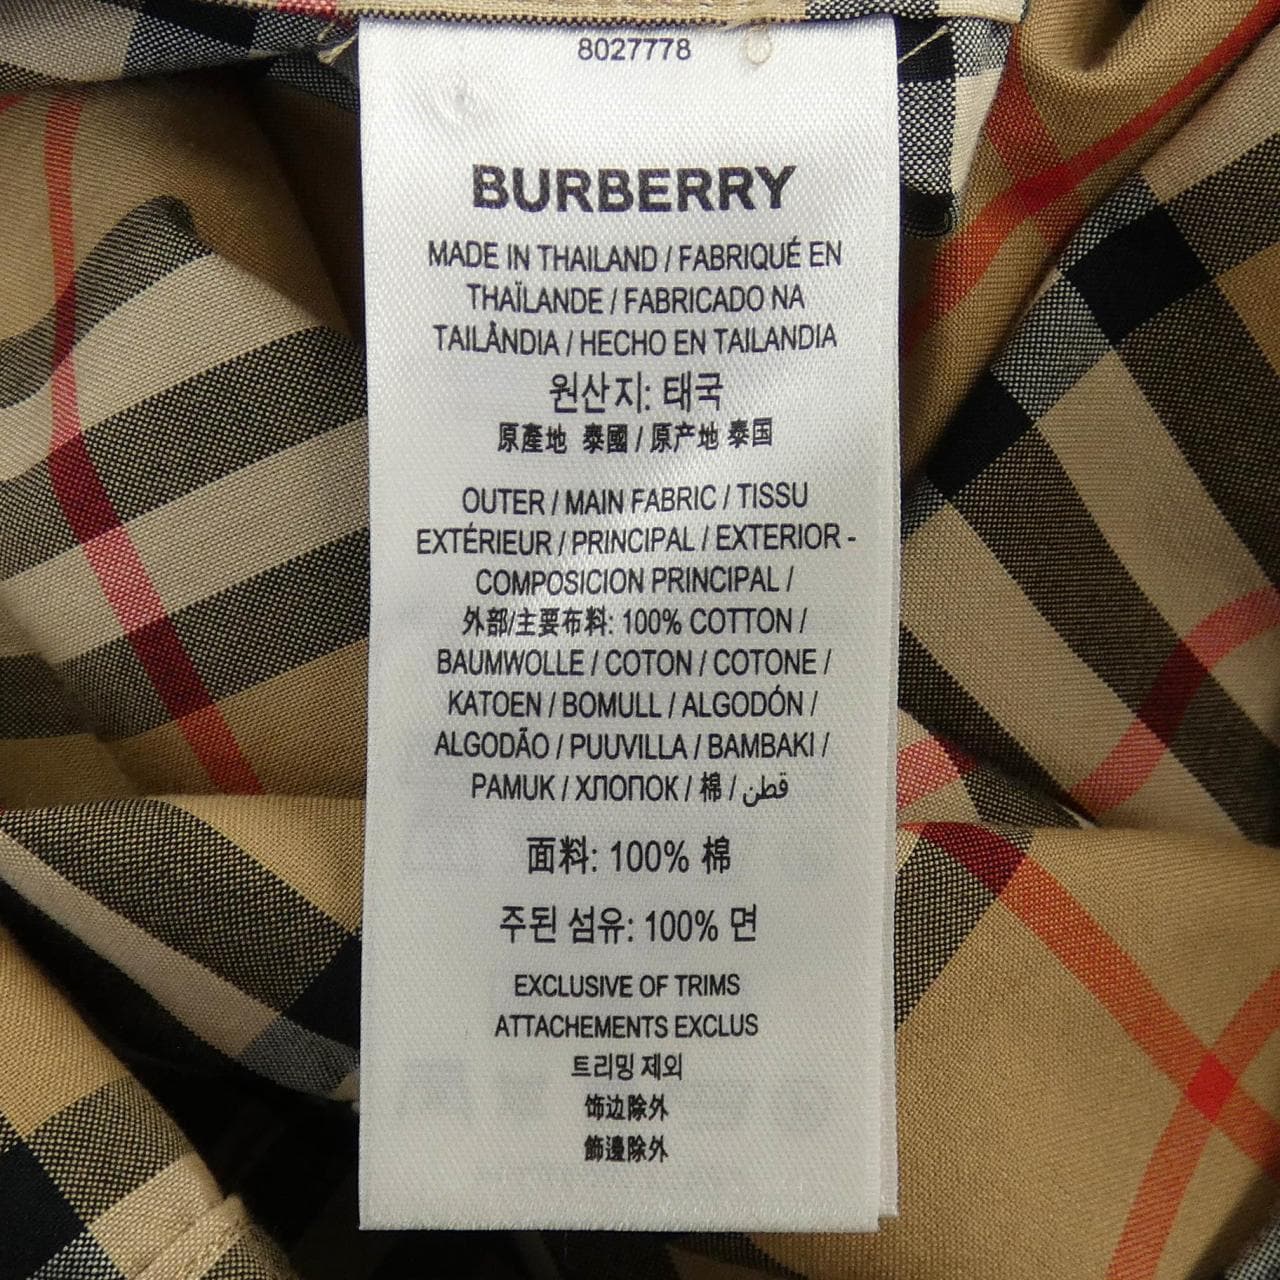 8027778
BURBERRY
MADE IN THAILAND / FABRIQUÉ EN
THAÏLANDE / FABRICADO NA
TAILÂNDIA / HECHO EN TAILANDIA
원산지: 태국
原產地 泰國 / 原产地 泰国
OUTER / MAIN FABRIC / TISSU
EXTÉRIEUR / PRINCIPAL / EXTERIOR -
COMPOSICION PRINCIPAL /
外部/主要布料: 100% COTTON /
BAUMWOLLE / COTON / COTONE /
KATOEN / BOMULL / ALGODÓN /
ALGODÃO / PUUVILLA / BAMBAKI /
PAMUK / ХЛОПОК / 棉 / قطن
面料: 100% 棉
주된 섬유: 100% 면
EXCLUSIVE OF TRIMS
ATTACHEMENTS EXCLUS
트리밍 제외
饰边除外
飾邊除外